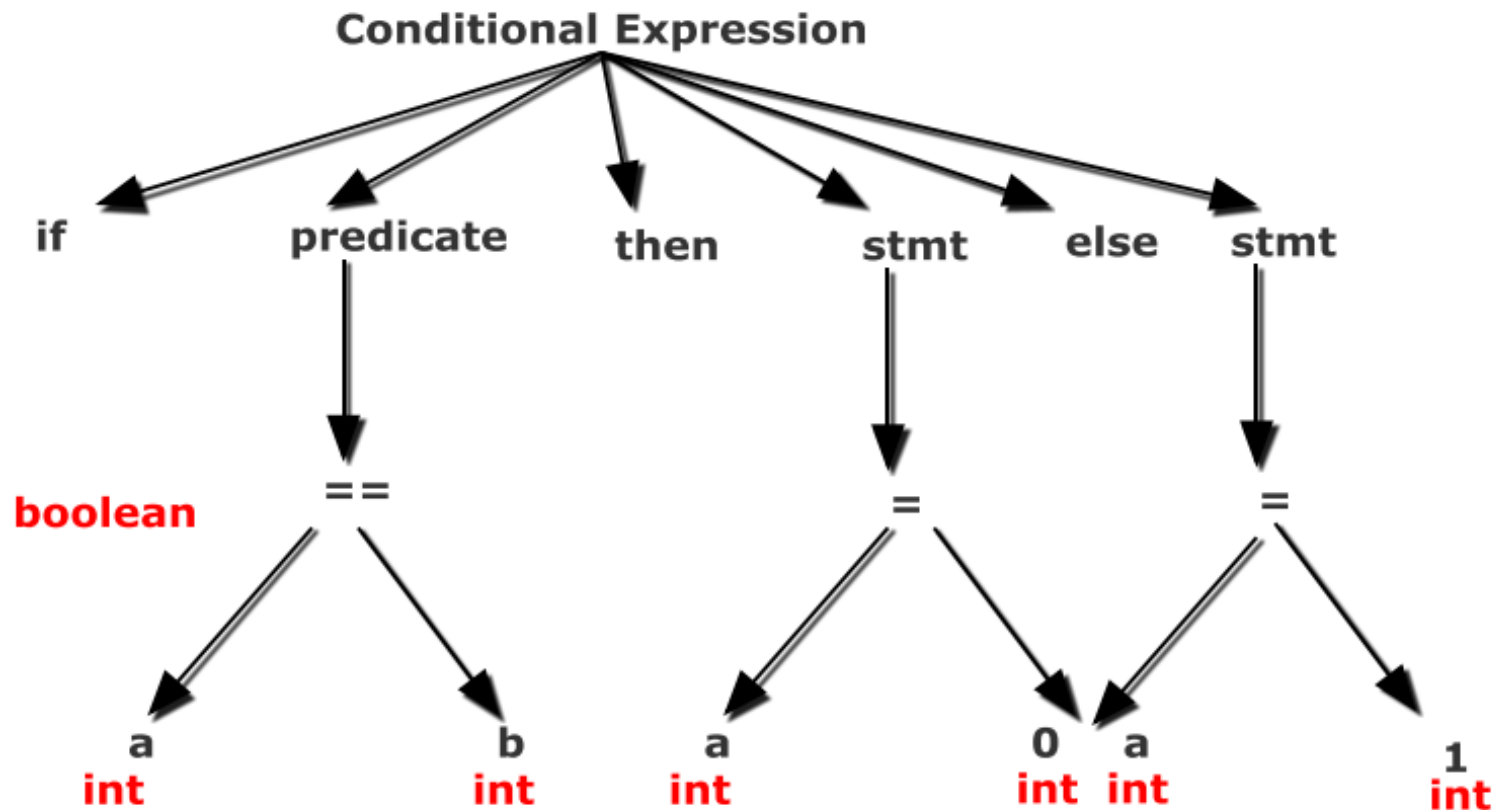 Conditional Expression
if predicate then stmt else stmt
boolean == = =
a b a 0 a 1
int int int int int int